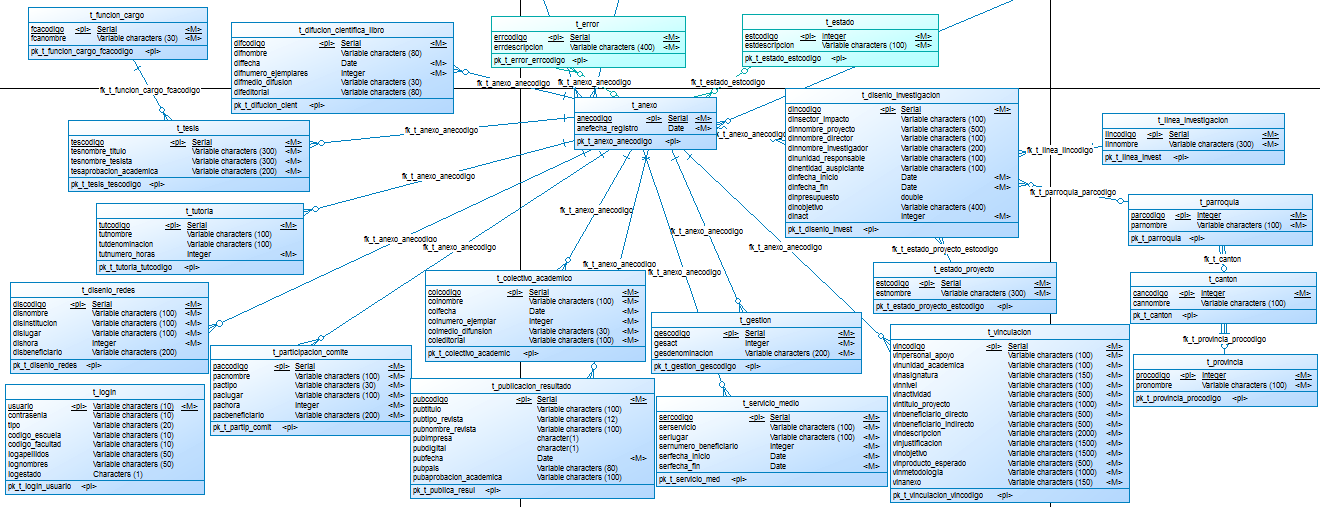 t_funcion_cargo
fcacodigo <pi> Serial <M>
fcanombre Variable characters (30) <M>
pk_t_funcion_cargo_fcacodigo <pi>
t_difucion_cientifica_libro
difcodigo <pi> Serial <M>
difnombre Variable characters (80)
diffecha Date <M>
difnumero_ejemplares Integer <M>
difmedio_difusion Variable characters (30)
difeditorial Variable characters (80)
pk_t_difucion_cient <pi>
t_error
errcodigo <pi> Serial <M>
errdescripcion Variable characters (400) <M>
pk_t_error_errcodigo <pi>
t_estado
estcodigo <pi> Integer <M>
estdescripcion Variable characters (100) <M>
pk_t_estado_estcodigo <pi>
fk_t_funcion_cargo_fcacodigo
fk_t_anexo_anecodigo
fk_t_anexo_anecodigo
fk_t_estado_estcodigo
t_anexo
anecodigo <pi> Serial <M>
anefecha_registro Date <M>
pk_t_anexo_anecodigo <pi>
fk_t_anexo_anecodigo
t_disenio_investigacion
dincodigo <pi> Serial <M>
dinsector_impacto Variable characters (100)
dinnombre_proyecto Variable characters (500)
dinnombre_director Variable characters (100)
dinnombre_investigador Variable characters (200)
dinunidad_responsable Variable characters (100)
dinentidad_auspiciante Variable characters (100)
dinfecha_inicio Date <M>
dinfecha_fin Date <M>
dinpresupuesto double
dinobjetivo Variable characters (400)
dinact Integer <M>
pk_t_disenio_invest <pi>
t_linea_investigacion
lincodigo <pi> Serial <M>
linnombre Variable characters (300) <M>
pk_t_linea_invest <pi>
fk_t_linea_lincodigo
t_tesis
tescodigo <pi> Serial <M>
tesnombre_titulo Variable characters (300) <M>
tesnombre_tesista Variable characters (300) <M>
tesaprobacion_academica Variable characters (200) <M>
pk_t_tesis_tescodigo <pi>
fk_t_anexo_anecodigo
fk_t_anexo_anecodigo
fk_t_parroquia_parcodigo
t_parroquia
parcodigo <pi> Integer <M>
parnombre Variable characters (100) <M>
pk_t_parroquia <pi>
t_tutoria
tutcodigo <pi> Serial <M>
tutnombre Variable characters (100)
tutdenominacion Variable characters (100)
tutnumero_horas Integer <M>
pk_t_tutoria_tutcodigo <pi>
fk_t_anexo_anecodigo
fk_t_anexo_anecodigo
fk_t_anexo_anecodigo
fk_t_anexo_anecodigo
fk_t_anexo_anecodigo
fk_t_anexo_anecodigo
fk_t_anexo_anecodigo
fk_t_estado_proyecto_estcodigo
fk_t_canton
t_estado_proyecto
estcodigo <pi> Serial <M>
estnombre Variable characters (300) <M>
pk_t_estado_proyecto_estcodigo <pi>
t_canton
cancodigo <pi> Integer <M>
cannombre Variable characters (100)
pk_t_canton <pi>
fk_t_provincia_procodigo
t_provincia
procodigo <pi> Integer <M>
pronombre Variable characters (100) <M>
pk_t_provincia_procodigo <pi>
t_disenio_redes
discodigo <pi> Serial <M>
disnombre Variable characters (100) <M>
disinstitucion Variable characters (100) <M>
dislugar Variable characters (100) <M>
dishora Integer <M>
disbeneficiario Variable characters (200)
pk_t_disenio_redes <pi>
t_colectivo_academico
colcodigo <pi> Serial <M>
colnombre Variable characters (100)
colfecha Date <M>
colnumero_ejemplar Integer <M>
colmedio_difunsion Variable characters (30) <M>
coleditorial Variable characters (100) <M>
pk_t_colectivo_academic <pi>
t_gestion
gescodigo <pi> Serial <M>
gesact Integer <M>
gesdenominacion Variable characters (200) <M>
pk_t_gestion_gescodigo <pi>
t_participacion_comite
paccodigo <pi> Serial <M>
pacnombre Variable characters (100) <M>
pactipo Variable characters (30) <M>
paclugar Variable characters (100) <M>
pachora Integer <M>
pacbeneficiario Variable characters (200) <M>
pk_t_partip_comit <pi>
t_vinculacion
vincodigo <pi> Serial <M>
vinpersonal_apoyo Variable characters (100) <M>
vinunidad_academica Variable characters (100) <M>
vinasignatura Variable characters (150) <M>
vinnivel Variable characters (100) <M>
vinactividad Variable characters (500) <M>
vintitulo_proyecto Variable characters (1000) <M>
vinbeneficiario_directo Variable characters (500) <M>
vinbeneficiario_indirecto Variable characters (500) <M>
vindescripcion Variable characters (2000) <M>
vinjustificacion Variable characters (1500) <M>
vinobjetivo Variable characters (1500) <M>
vinproducto_esperado Variable characters (500) <M>
vinmetodologia Variable characters (1000) <M>
vinanexo Variable characters (150) <M>
pk_t_vinculacion_vincodigo <pi>
t_login
usuario <pi> Variable characters (10) <M>
contrasenia Variable characters (10)
tipo Variable characters (20)
codigo_escuela Variable characters (10)
codigo_facultad Variable characters (10)
logapellidos Variable characters (50)
lognombres Variable characters (50)
logestado Characters (1)
pk_t_login_usuario <pi>
t_publicacion_resultado
pubcodigo <pi> Serial <M>
pubtitulo Variable characters (100)
pubtipo_revista Variable characters (12)
pubnombre_revista Variable characters (100)
pubimpresa character(1)
pubdigital character(1)
pubfecha Date <M>
pubpais Variable characters (80)
pubaprobacion_academica Variable characters (100)
pk_t_publica_resul <pi>
t_servicio_medio
sercodigo <pi> Serial <M>
serservicio Variable characters (100) <M>
serlugar Variable characters (100) <M>
sernumero_beneficiario Integer <M>
serfecha_inicio Date <M>
serfecha_fin Date <M>
pk_t_servicio_med <pi>